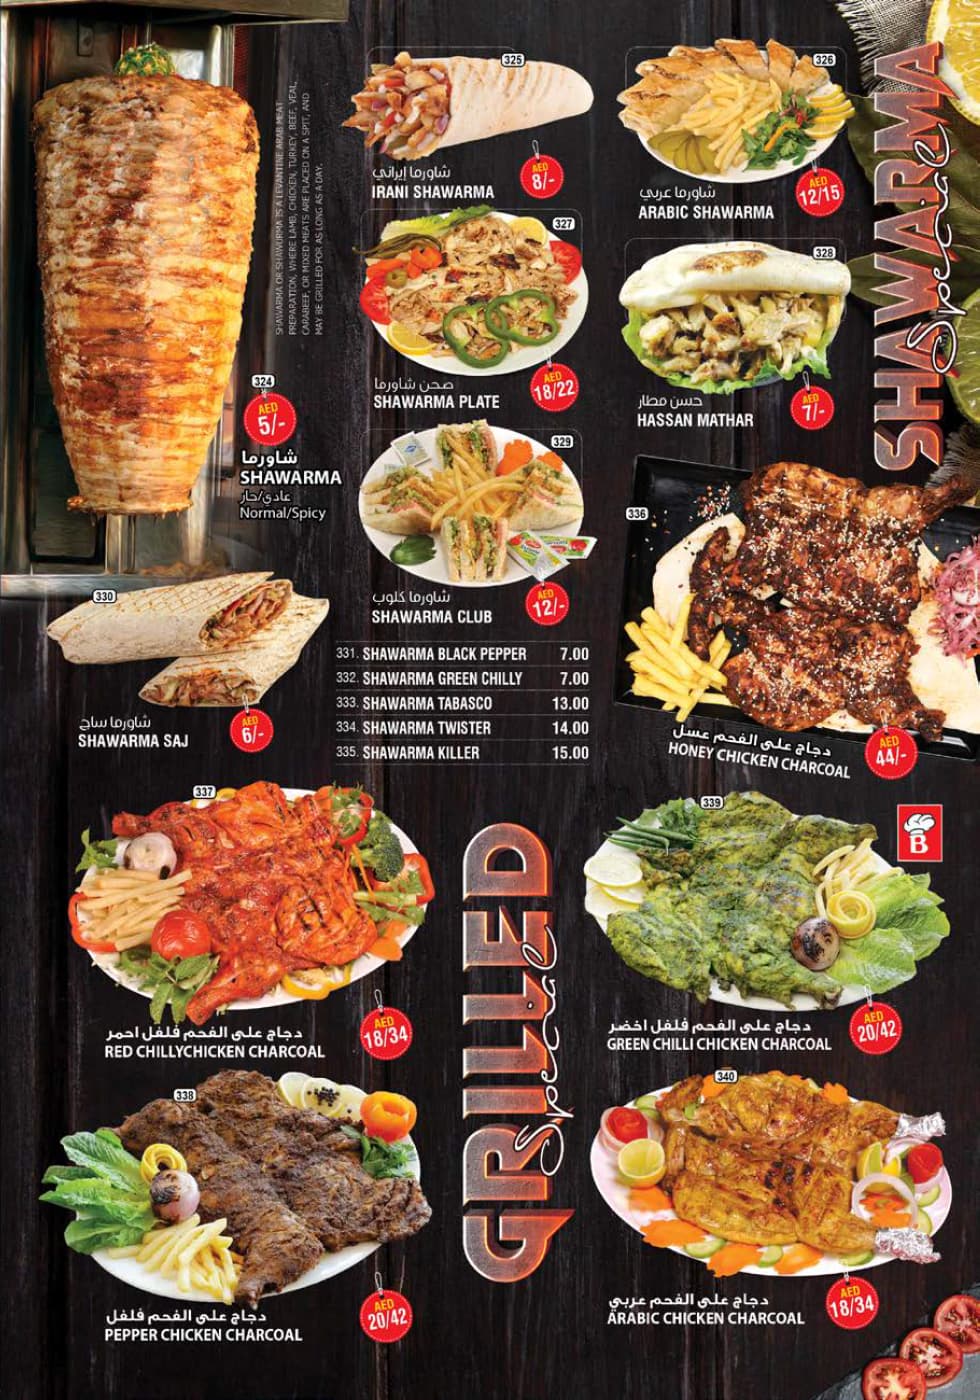 SHAWARMA
Special
SHAWARMA OR SHAWURMA IS A LEVANTINE ARAB MEAT
PREPARATION, WHERE LAMB, CHICKEN, TURKEY, BEEF, VEAL,
CARABEEF, OR MIXED MEATS ARE PLACED ON A SPIT, AND
MAY BE GRILLED FOR AS LONG AS A DAY.
324
AED
5/-
شاورما
SHAWARMA
عادي/حار
Normal/Spicy
325
شاورما إيراني
IRANI SHAWARMA
AED
8/-
326
شاورما عربي
ARABIC SHAWARMA
AED
12/15
327
صحن شاورما
SHAWARMA PLATE
AED
18/22
328
حسن مطار
HASSAN MATHAR
AED
7/-
329
شاورما كلوب
SHAWARMA CLUB
AED
12/-
330
شاورما ساج
SHAWARMA SAJ
AED
6/-
331. SHAWARMA BLACK PEPPER 7.00
332. SHAWARMA GREEN CHILLY 7.00
333. SHAWARMA TABASCO 13.00
334. SHAWARMA TWISTER 14.00
335. SHAWARMA KILLER 15.00
336
دجاج على الفحم عسل
HONEY CHICKEN CHARCOAL
AED
44/-
B
GRILLED
Special
337
دجاج على الفحم فلفل احمر
RED CHILLYCHICKEN CHARCOAL
AED
18/34
339
دجاج على الفحم فلفل اخضر
GREEN CHILLI CHICKEN CHARCOAL
AED
20/42
338
دجاج على الفحم فلفل
PEPPER CHICKEN CHARCOAL
AED
20/42
340
دجاج على الفحم عربي
ARABIC CHICKEN CHARCOAL
AED
18/34